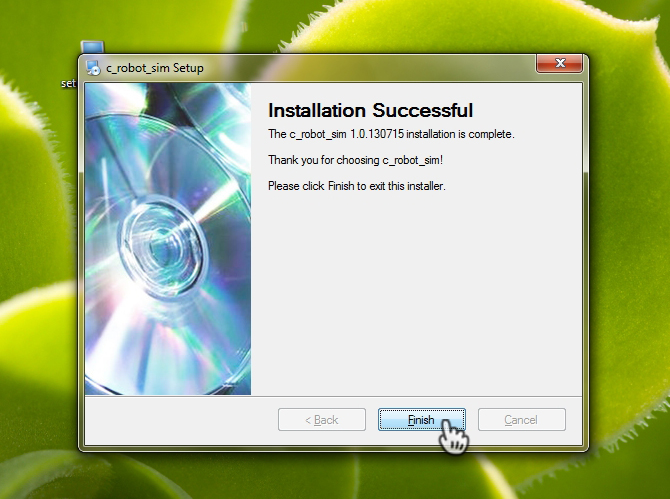 set
c_robot_sim Setup
Installation Successful
The c_robot_sim 1.0.130715 installation is complete.
Thank you for choosing c_robot_sim!
Please click Finish to exit this installer.
< Back
Finish
Cancel